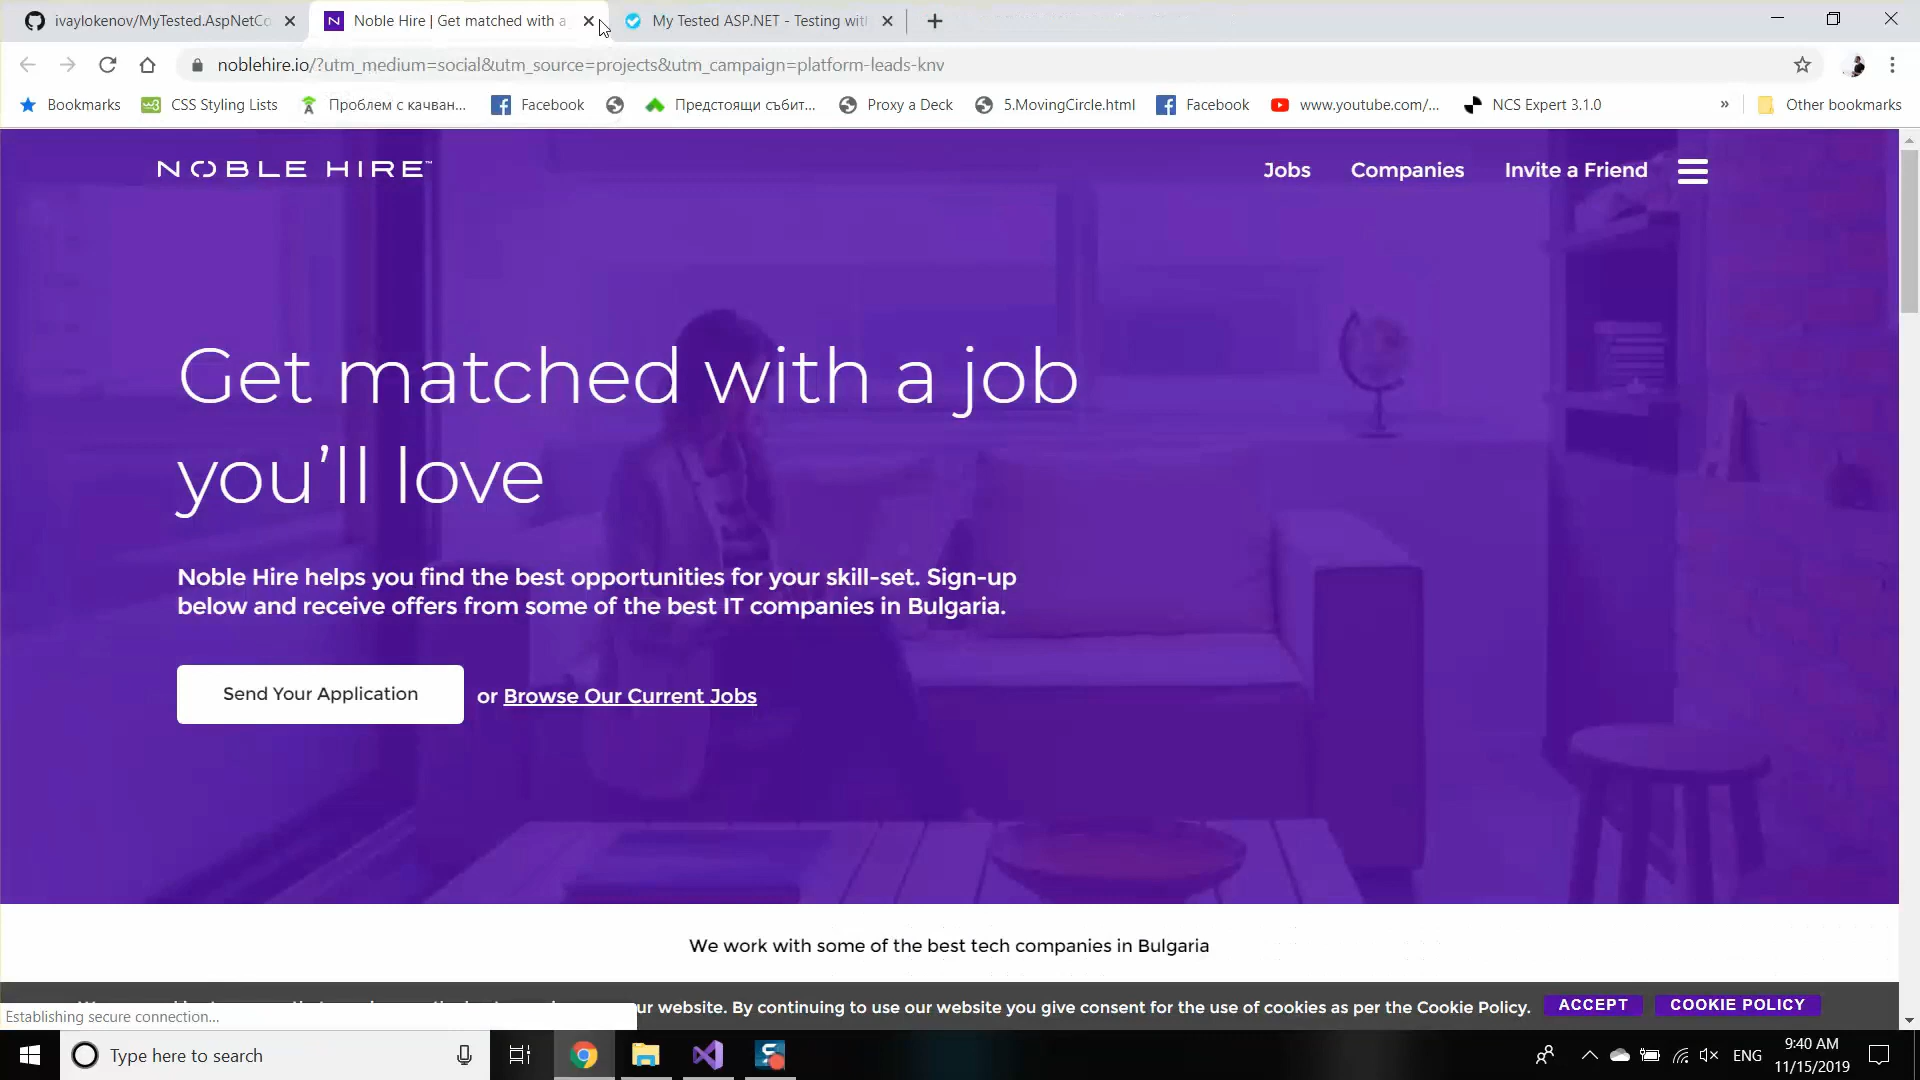 ivaylokenov/MyTested.AspNetCo
Noble Hire | Get matched with a
My Tested ASP.NET - Testing wit
noblehire.io/?utm_medium=social&utm_source=projects&utm_campaign=platform-leads-knv
Bookmarks
CSS Styling Lists
Проблем с качван...
Facebook
Предстоящи събит...
Proxy a Deck
5.MovingCircle.html
Facebook
www.youtube.com/...
NCS Expert 3.1.0
»
Other bookmarks
NOBLE HIRE™
Jobs
Companies
Invite a Friend
Get matched with a job
you’ll love
Noble Hire helps you find the best opportunities for your skill-set. Sign-up
below and receive offers from some of the best IT companies in Bulgaria.
Send Your Application
or Browse Our Current Jobs
We work with some of the best tech companies in Bulgaria
ur website. By continuing to use our website you give consent for the use of cookies as per the Cookie Policy.
ACCEPT
COOKIE POLICY
Establishing secure connection...
Type here to search
ENG
9:40 AM
11/15/2019